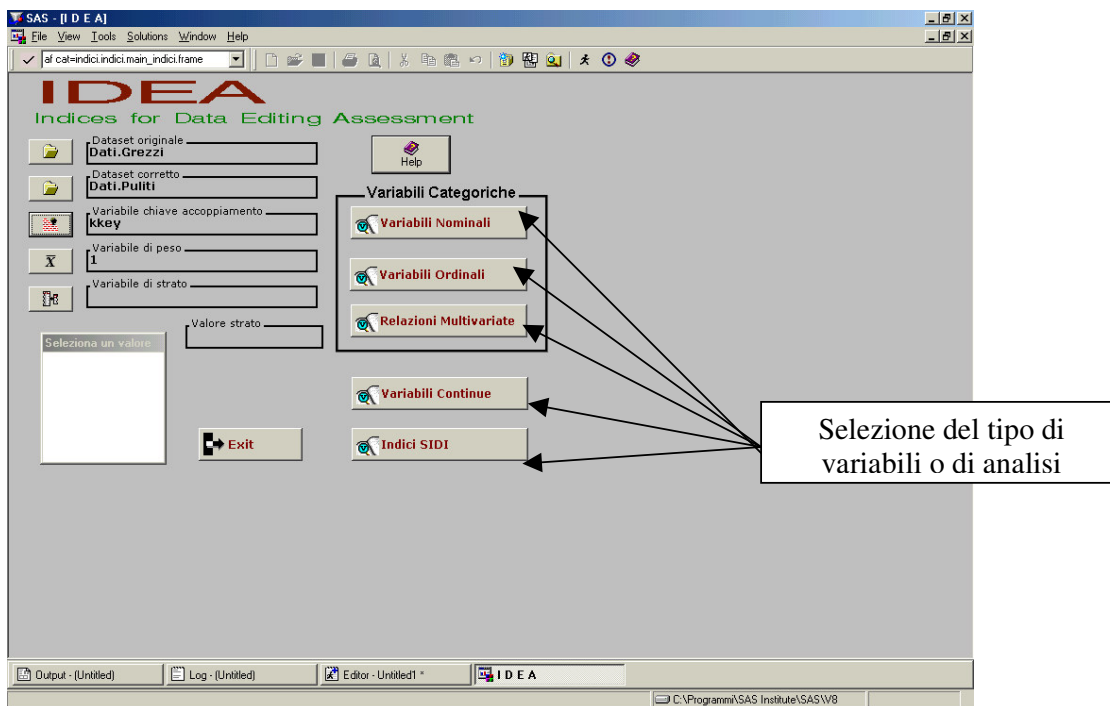 SAS - [I D E A]
File View Tools Solutions Window Help
af cat=indici.indici.main_indici.frame
IDEA
Indices for Data Editing Assessment
Dataset originale
Dati.Grezzi
Dataset corretto
Dati.Puliti
Variabile chiave accoppiamento
kkey
Variabile di peso
X
1
Variabile di strato
Valore strato
Seleziona un valore
Exit
Help
Variabili Categoriche
Variabili Nominali
Variabili Ordinali
Relazioni Multivariate
Variabili Continue
Indici SIDI
Selezione del tipo di
variabili o di analisi
Output - (Untitled) Log - (Untitled) Editor - Untitled1 * I D E A
C:\Programmi\SAS Institute\SAS\V8